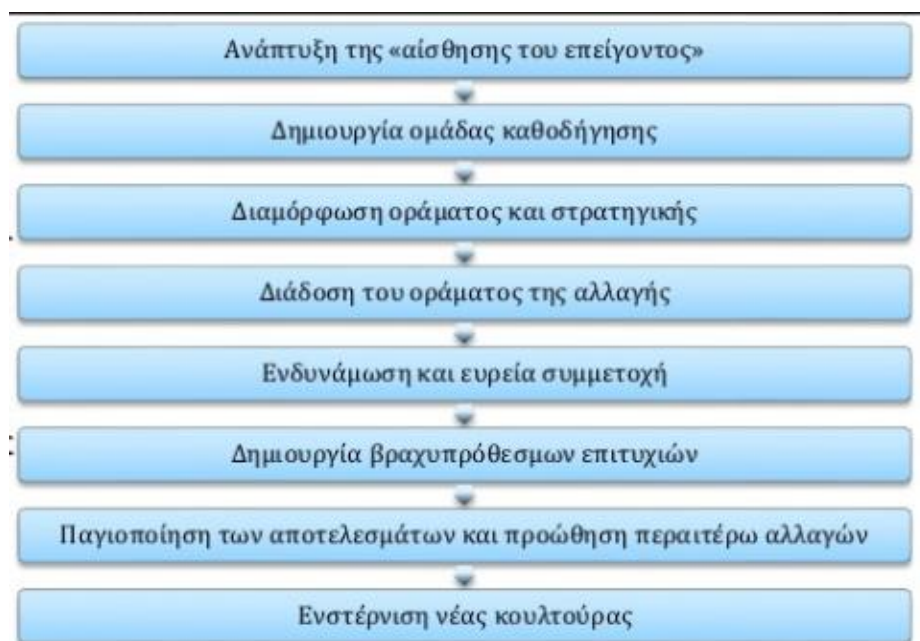 Ανάπτυξη της «αίσθησης του επείγοντος»
Δημιουργία ομάδας καθοδήγησης
Διαμόρφωση οράματος και στρατηγικής
Διάδοση του οράματος της αλλαγής
Ενδυνάμωση και ευρεία συμμετοχή
Δημιουργία βραχυπρόθεσμων επιτυχιών
Παγιοποίηση των αποτελεσμάτων και προώθηση περαιτέρω αλλαγών
Ενστέρνιση νέας κουλτούρας